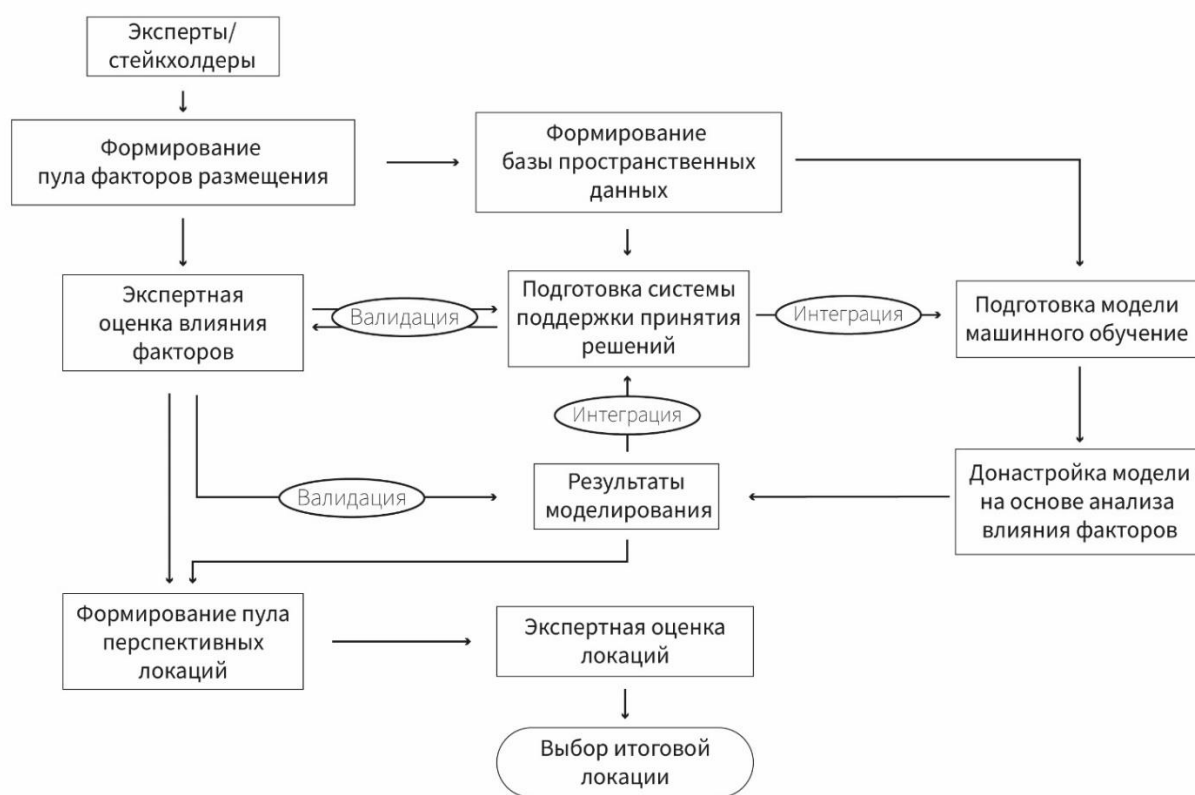 Эксперты/
стейкхолдеры
Формирование
пула факторов размещения
Формирование
базы пространственных
данных
Экспертная
оценка влияния
факторов
Валидация
Подготовка системы
поддержки принятия
решений
Интеграция
Подготовка модели
машинного обучение
Интеграция
Валидация
Результаты
моделирования
Донастройка модели
на основе анализа
влияния факторов
Формирование пула
перспективных
локаций
Экспертная оценка
локаций
Выбор итоговой
локации